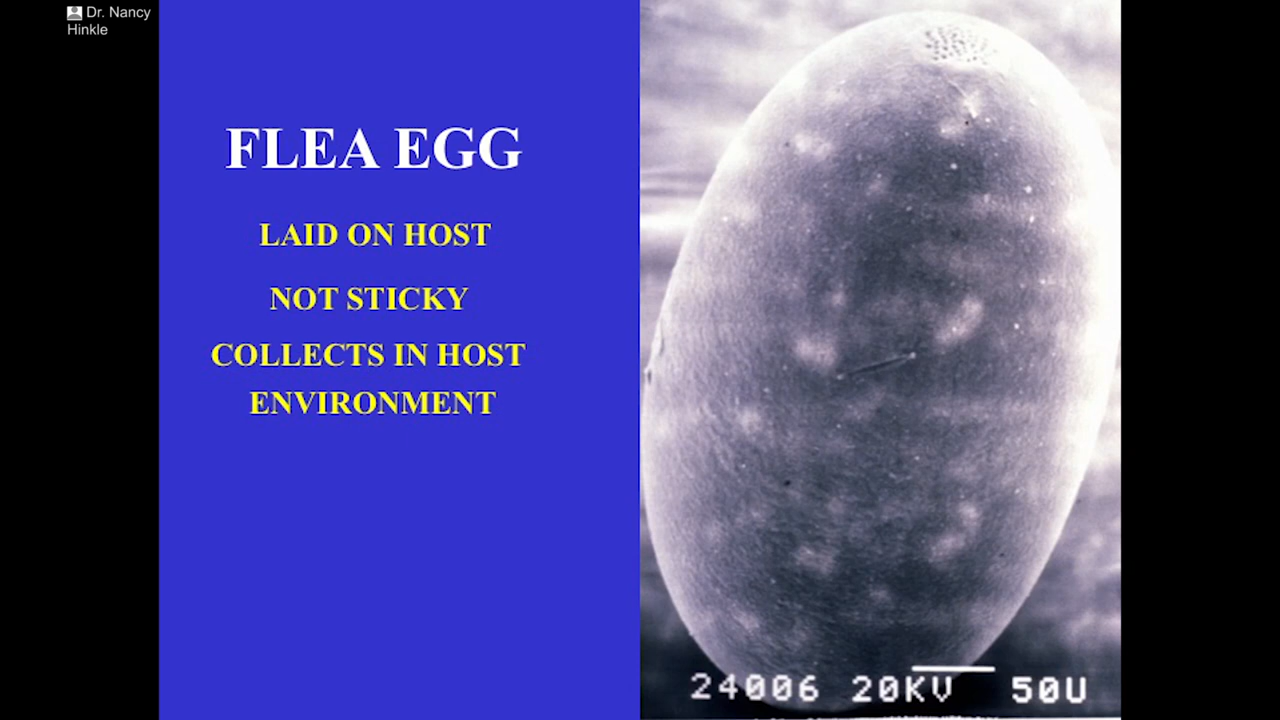 Dr. Nancy
Hinkle
FLEA EGG
LAID ON HOST
NOT STICKY
COLLECTS IN HOST
ENVIRONMENT
24006 20KV 50U